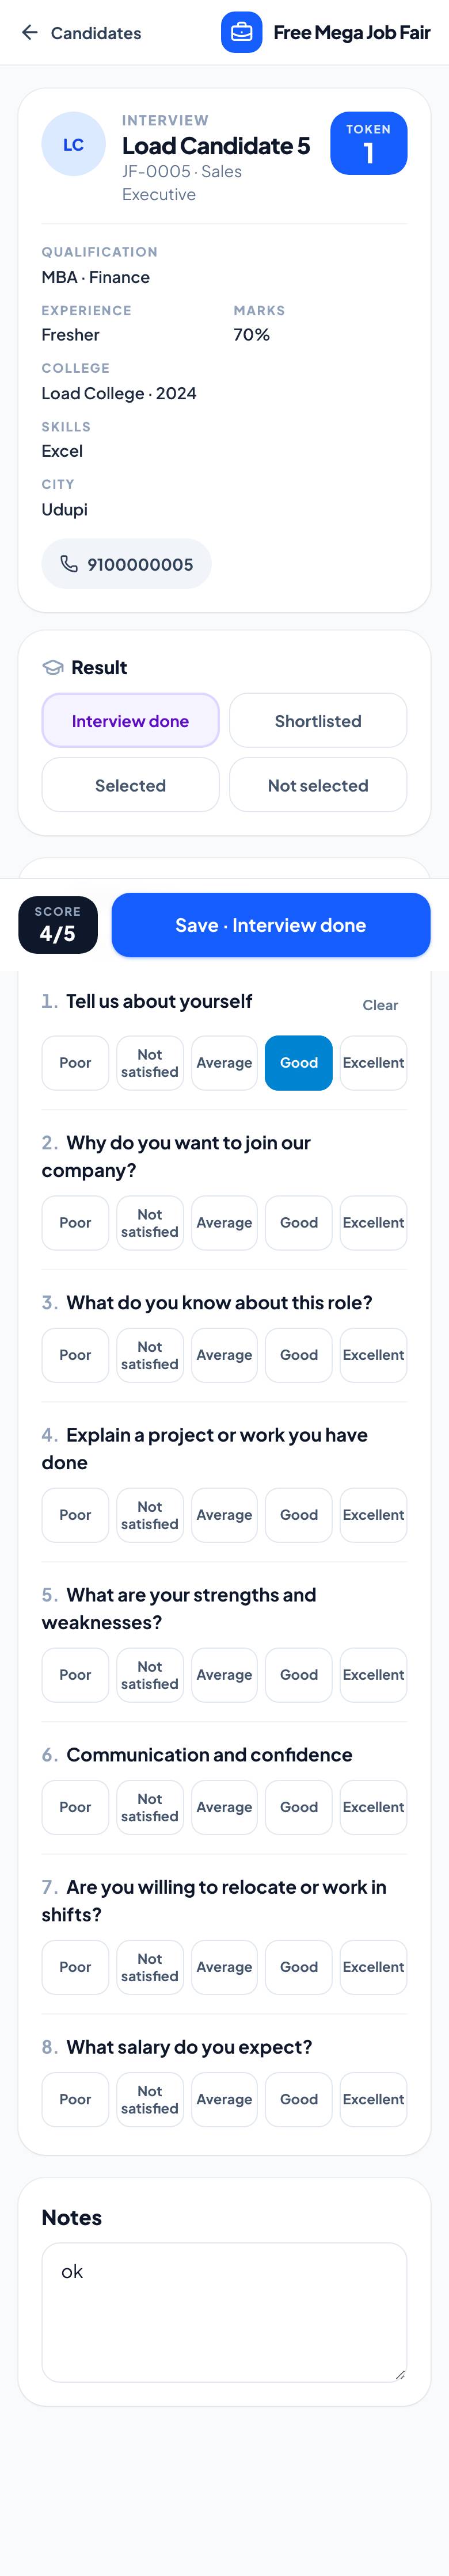 Candidates
Free Mega Job Fair
LC
INTERVIEW
Load Candidate 5
JF-0005 · Sales
Executive
TOKEN
1
QUALIFICATION
MBA · Finance
EXPERIENCE
Fresher
MARKS
70%
COLLEGE
Load College · 2024
SKILLS
Excel
CITY
Udupi
9100000005
Result
Interview done
Shortlisted
Selected
Not selected
SCORE
4/5
Save · Interview done
1. Tell us about yourself
Clear
Poor
Not
satisfied
Average
Good
Excellent
2. Why do you want to join our
company?
Poor
Not
satisfied
Average
Good
Excellent
3. What do you know about this role?
Poor
Not
satisfied
Average
Good
Excellent
4. Explain a project or work you have
done
Poor
Not
satisfied
Average
Good
Excellent
5. What are your strengths and
weaknesses?
Poor
Not
satisfied
Average
Good
Excellent
6. Communication and confidence
Poor
Not
satisfied
Average
Good
Excellent
7. Are you willing to relocate or work in
shifts?
Poor
Not
satisfied
Average
Good
Excellent
8. What salary do you expect?
Poor
Not
satisfied
Average
Good
Excellent
Notes
ok